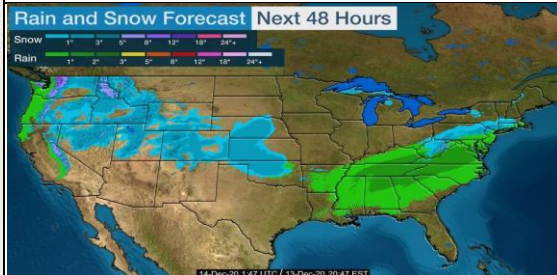 Rain and Snow Forecast Next 48 Hours
Snow 1" 3" 5" 8" 12" 18" 24"+
Rain 1" 2" 3" 5" 8" 12" 18" 24"+
14-Dec-20 1:47 UTC / 13-Dec-20 20:47 EST